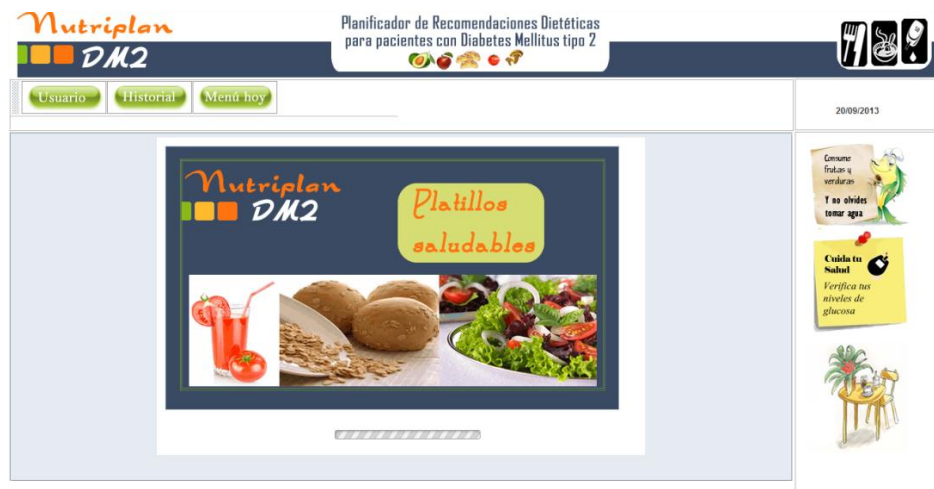 Nutriplan
DM2
Planificador de Recomendaciones Dietéticas
para pacientes con Diabetes Mellitus tipo 2
Usuario
Historial
Menú hoy
20/09/2013
Nutriplan
DM2
Platillos
saludables
Consume
frutas y
verduras
Y no olvides
tomar agua
Cuida tu
Salud
Verifica tus
niveles de
glucosa